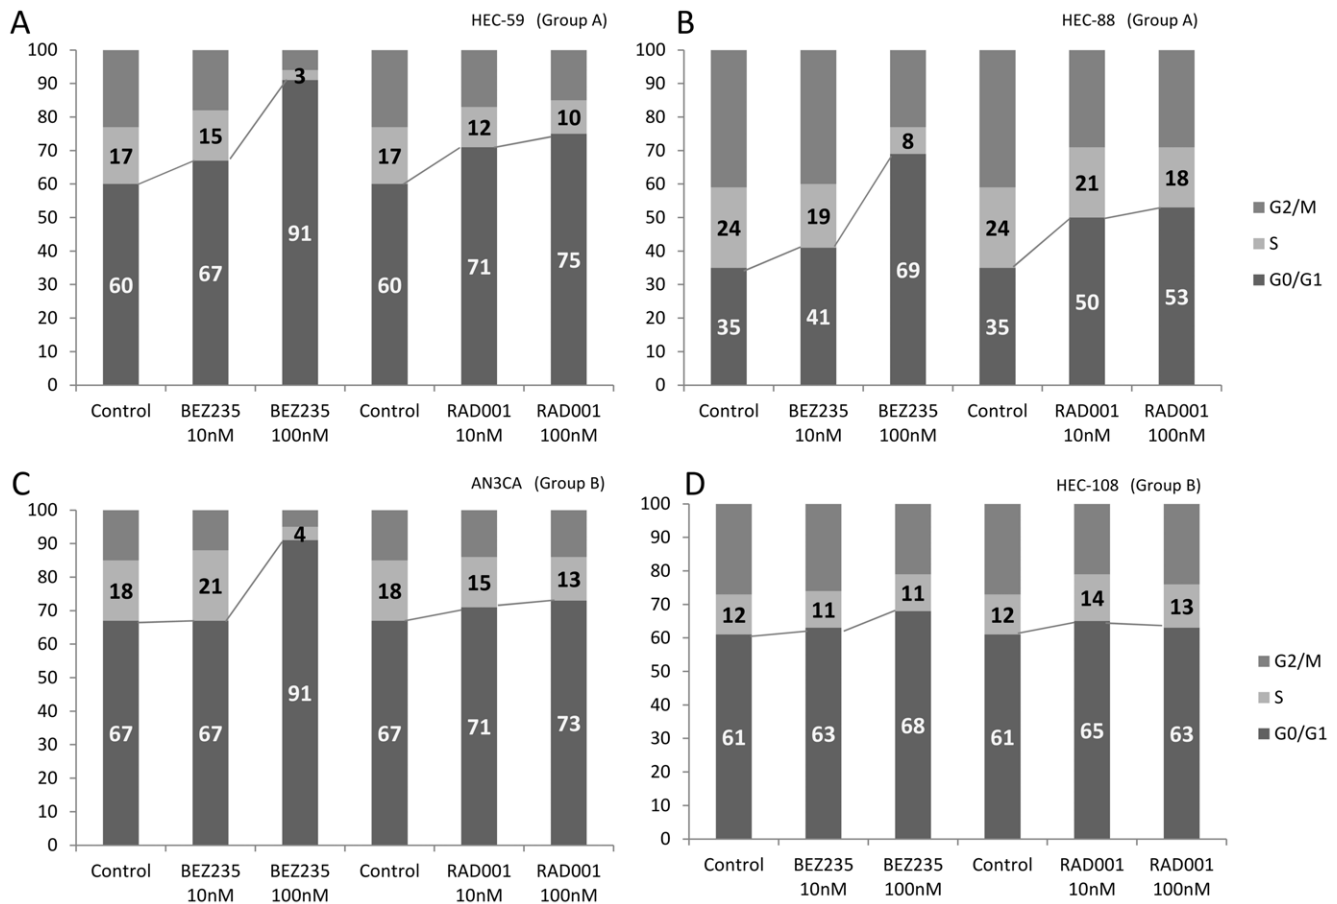 A
HEC-59 (Group A)
100
90
80
70
60
50
40
30
20
10
0
17
15
3
17
12
10
60
67
91
60
71
75
Control
BEZ235
10nM
BEZ235
100nM
Control
RAD001
10nM
RAD001
100nM
B
HEC-88 (Group A)
100
90
80
70
60
50
40
30
20
10
0
24
19
8
24
21
18
35
41
69
35
50
53
Control
BEZ235
10nM
BEZ235
100nM
Control
RAD001
10nM
RAD001
100nM
G2/M
S
G0/G1
C
AN3CA (Group B)
100
90
80
70
60
50
40
30
20
10
0
18
21
4
18
15
13
67
67
91
67
71
73
Control
BEZ235
10nM
BEZ235
100nM
Control
RAD001
10nM
RAD001
100nM
D
HEC-108 (Group B)
100
90
80
70
60
50
40
30
20
10
0
12
11
11
12
14
13
61
63
68
61
65
63
Control
BEZ235
10nM
BEZ235
100nM
Control
RAD001
10nM
RAD001
100nM
G2/M
S
G0/G1